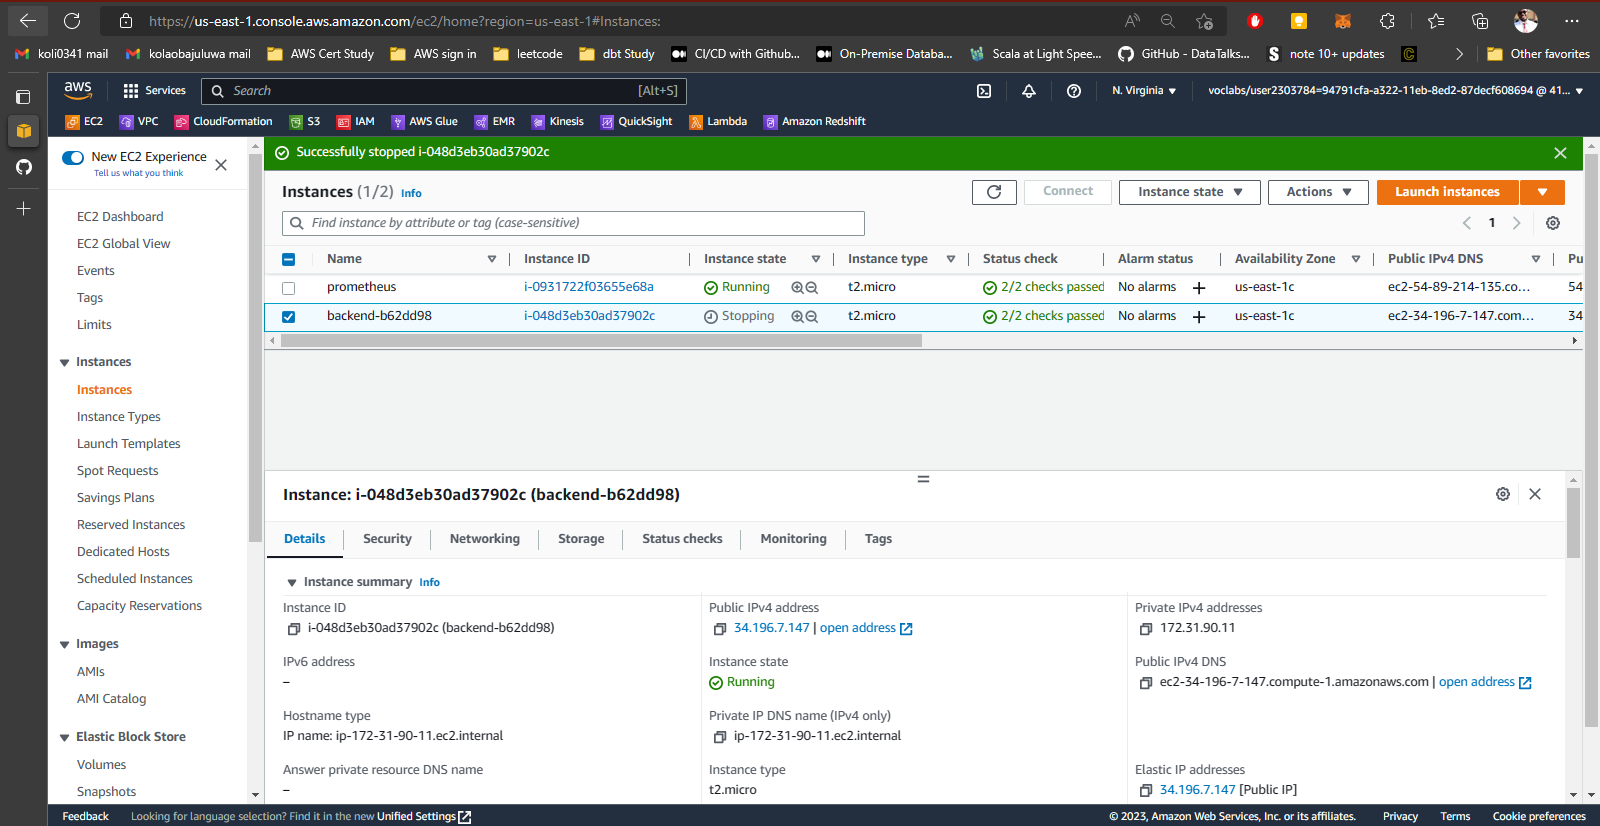 https://us-east-1.console.aws.amazon.com/ec2/home?region=us-east-1#Instances:
koli0341 mail
kolaobajuluwa mail
AWS Cert Study
AWS sign in
leetcode
dbt Study
CI/CD with Github...
On-Premise Databa...
Scala at Light Spee...
GitHub - DataTalks...
note 10+ updates
Other favorites
aws
Services
Search
[Alt+S]
N. Virginia
voclabs/user2303784=94791cfa-a322-11eb-8ed2-87decf608694 @ 41...
EC2
VPC
CloudFormation
S3
IAM
AWS Glue
EMR
Kinesis
QuickSight
Lambda
Amazon Redshift
New EC2 Experience
Tell us what you think
EC2 Dashboard
EC2 Global View
Events
Tags
Limits
Instances
Instances
Instance Types
Launch Templates
Spot Requests
Savings Plans
Reserved Instances
Dedicated Hosts
Scheduled Instances
Capacity Reservations
Images
AMIs
AMI Catalog
Elastic Block Store
Volumes
Snapshots
Successfully stopped i-048d3eb30ad37902c
Instances (1/2) Info
Connect
Instance state
Actions
Launch instances
Find instance by attribute or tag (case-sensitive)
1
Name Instance ID Instance state Instance type Status check Alarm status Availability Zone Public IPv4 DNS Pu
prometheus i-0931722f03655e68a Running t2.micro 2/2 checks passed No alarms + us-east-1c ec2-54-89-214-135.co... 54
backend-b62dd98 i-048d3eb30ad37902c Stopping t2.micro 2/2 checks passed No alarms + us-east-1c ec2-34-196-7-147.com... 34
Instance: i-048d3eb30ad37902c (backend-b62dd98)
Details
Security
Networking
Storage
Status checks
Monitoring
Tags
Instance summary Info
Instance ID
i-048d3eb30ad37902c (backend-b62dd98)
Public IPv4 address
34.196.7.147 | open address
Private IPv4 addresses
172.31.90.11
IPv6 address
–
Instance state
Running
Public IPv4 DNS
ec2-34-196-7-147.compute-1.amazonaws.com | open address
Hostname type
IP name: ip-172-31-90-11.ec2.internal
Private IP DNS name (IPv4 only)
ip-172-31-90-11.ec2.internal
Answer private resource DNS name
–
Instance type
t2.micro
Elastic IP addresses
34.196.7.147 [Public IP]
Feedback
Looking for language selection? Find it in the new Unified Settings
© 2023, Amazon Web Services, Inc. or its affiliates.
Privacy
Terms
Cookie preferences